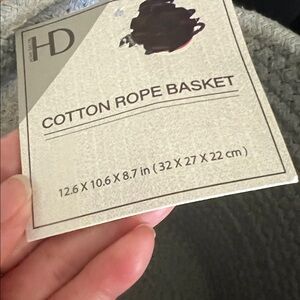 HD
COTTON ROPE BASKET
12.6 X 10.6 X 8.7 in ( 32 X 27 X 22 cm )